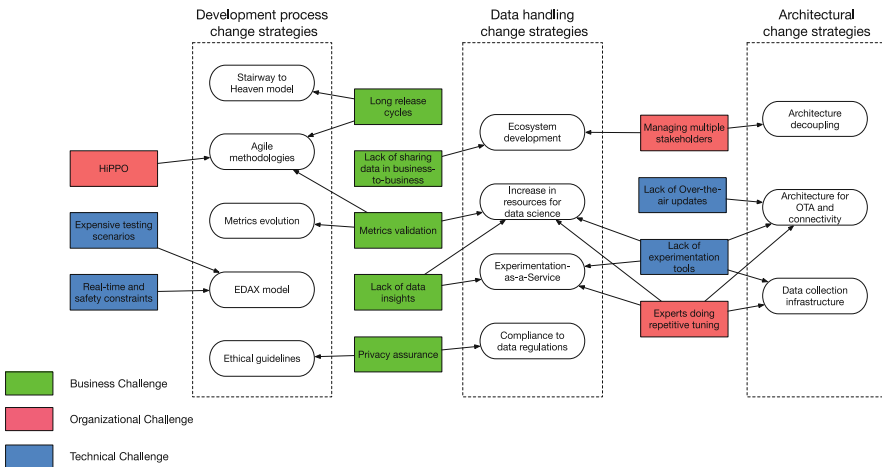 Development process
change strategies
Data handling
change strategies
Architectural
change strategies
Stairway to
Heaven model
Long release
cycles
Agile
methodologies
HiPPO
Lack of sharing
data in business-
to-business
Ecosystem
development
Managing multiple
stakeholders
Architecture
decoupling
Expensive testing
scenarios
Metrics evolution
Metrics validation
Increase in
resources for
data science
Lack of Over-the-
air updates
Architecture for
OTA and
connectivity
Real-time and
safety constraints
EDAX model
Lack of data
insights
Experimentation-
as-a-Service
Lack of
experimentation
tools
Data collection
infrastructure
Experts doing
repetitive tuning
Ethical guidelines
Privacy assurance
Compliance to
data regulations
Business Challenge
Organizational Challenge
Technical Challenge